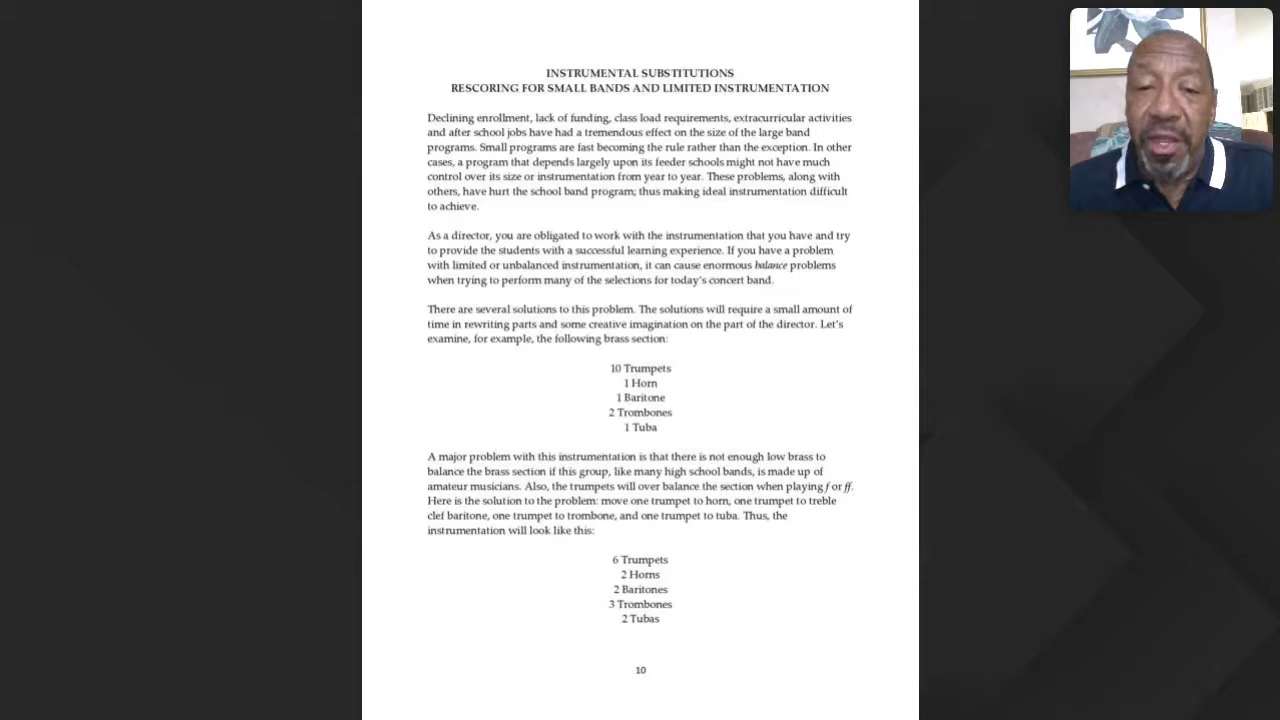 INSTRUMENTAL SUBSTITUTIONS
RESCORING FOR SMALL BANDS AND LIMITED INSTRUMENTATION
Declining enrollment, lack of funding, class load requirements, extracurricular activities
and after school jobs have had a tremendous effect on the size of the large band
programs. Small programs are fast becoming the rule rather than the exception. In other
cases, a program that depends largely upon its feeder schools might not have much
control over its size or instrumentation from year to year. These problems, along with
others, have hurt the school band program; thus making ideal instrumentation difficult
to achieve.
As a director, you are obligated to work with the instrumentation that you have and try
to provide the students with a successful learning experience. If you have a problem
with limited or unbalanced instrumentation, it can cause enormous balance problems
when trying to perform many of the selections for today's concert band.
There are several solutions to this problem. The solutions will require a small amount of
time in rewriting parts and some creative imagination on the part of the director. Let's
examine, for example, the following brass section:
10 Trumpets
1 Horn
1 Baritone
2 Trombones
1 Tuba
A major problem with this instrumentation is that there is not enough low brass to
balance the brass section if this group, like many high school bands, is made up of
amateur musicians. Also, the trumpets will over balance the section when playing f or ff.
Here is the solution to the problem: move one trumpet to horn, one trumpet to treble
clef baritone, one trumpet to trombone, and one trumpet to tuba. Thus, the
instrumentation will look like this:
6 Trumpets
2 Horns
2 Baritones
3 Trombones
2 Tubas
10